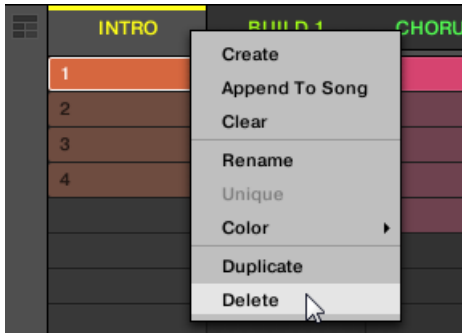 INTRO
BUILD 1
CHORU
1
2
3
4
Create
Append To Song
Clear
Rename
Unique
Color
Duplicate
Delete